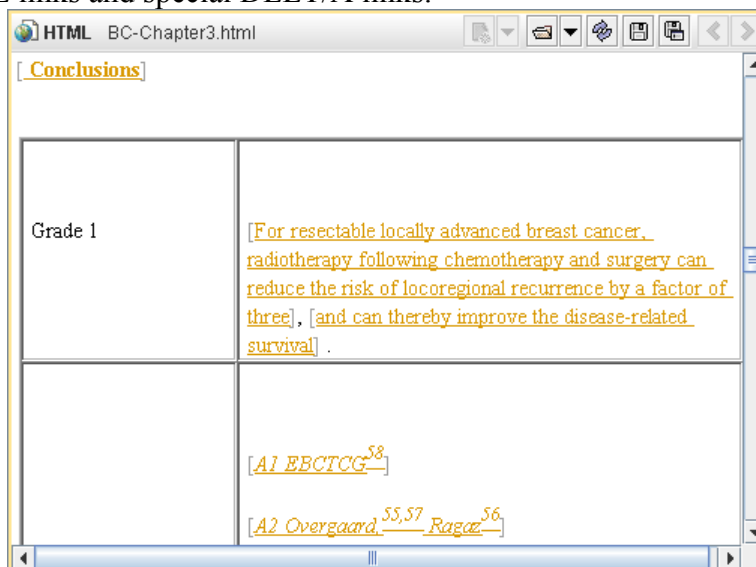 HTML BC-Chapter3.html
[ Conclusions]
Grade 1
[For resectable locally advanced breast cancer,
radiotherapy following chemotherapy and surgery can
reduce the risk of locoregional recurrence by a factor of
three], [and can thereby improve the disease-related
survival] .
[A1 EBCTCG58]
[A2 Overgaard,55,57 Ragaz56]